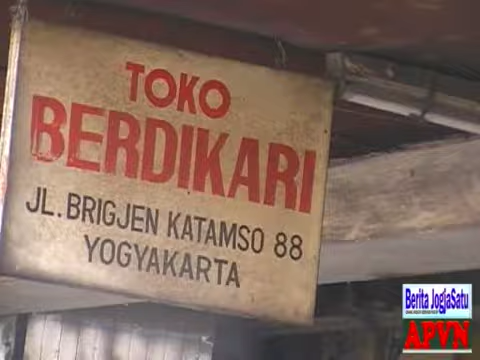 TOKO
BERDIKARI
JL. BRIGJEN KATAMSO 88
YOGYAKARTA
Berita JogjaSatu
APVN